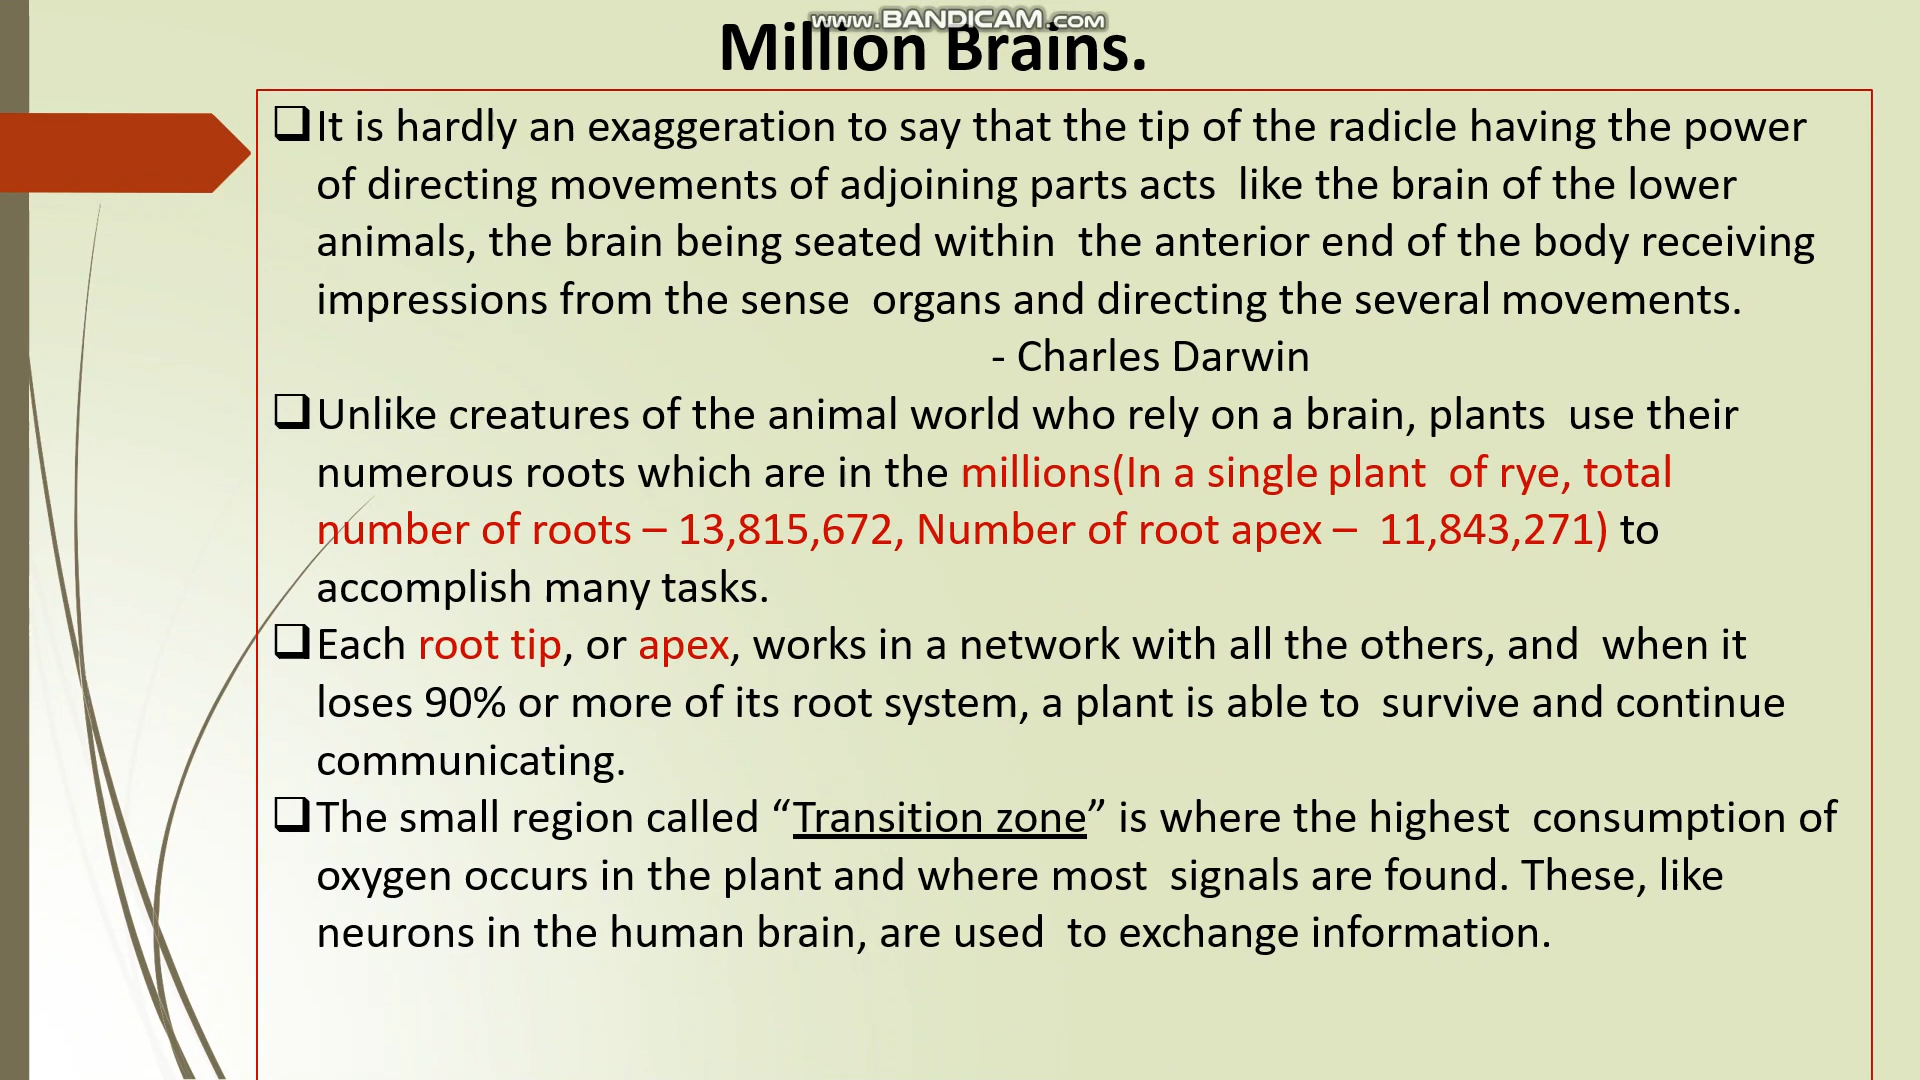 www.BANDICAM.com
Million Brains.
❑It is hardly an exaggeration to say that the tip of the radicle having the power
of directing movements of adjoining parts acts like the brain of the lower
animals, the brain being seated within the anterior end of the body receiving
impressions from the sense organs and directing the several movements.
- Charles Darwin
❑Unlike creatures of the animal world who rely on a brain, plants use their
numerous roots which are in the millions(In a single plant of rye, total
number of roots – 13,815,672, Number of root apex – 11,843,271) to
accomplish many tasks.
❑Each root tip, or apex, works in a network with all the others, and when it
loses 90% or more of its root system, a plant is able to survive and continue
communicating.
❑The small region called “Transition zone” is where the highest consumption of
oxygen occurs in the plant and where most signals are found. These, like
neurons in the human brain, are used to exchange information.